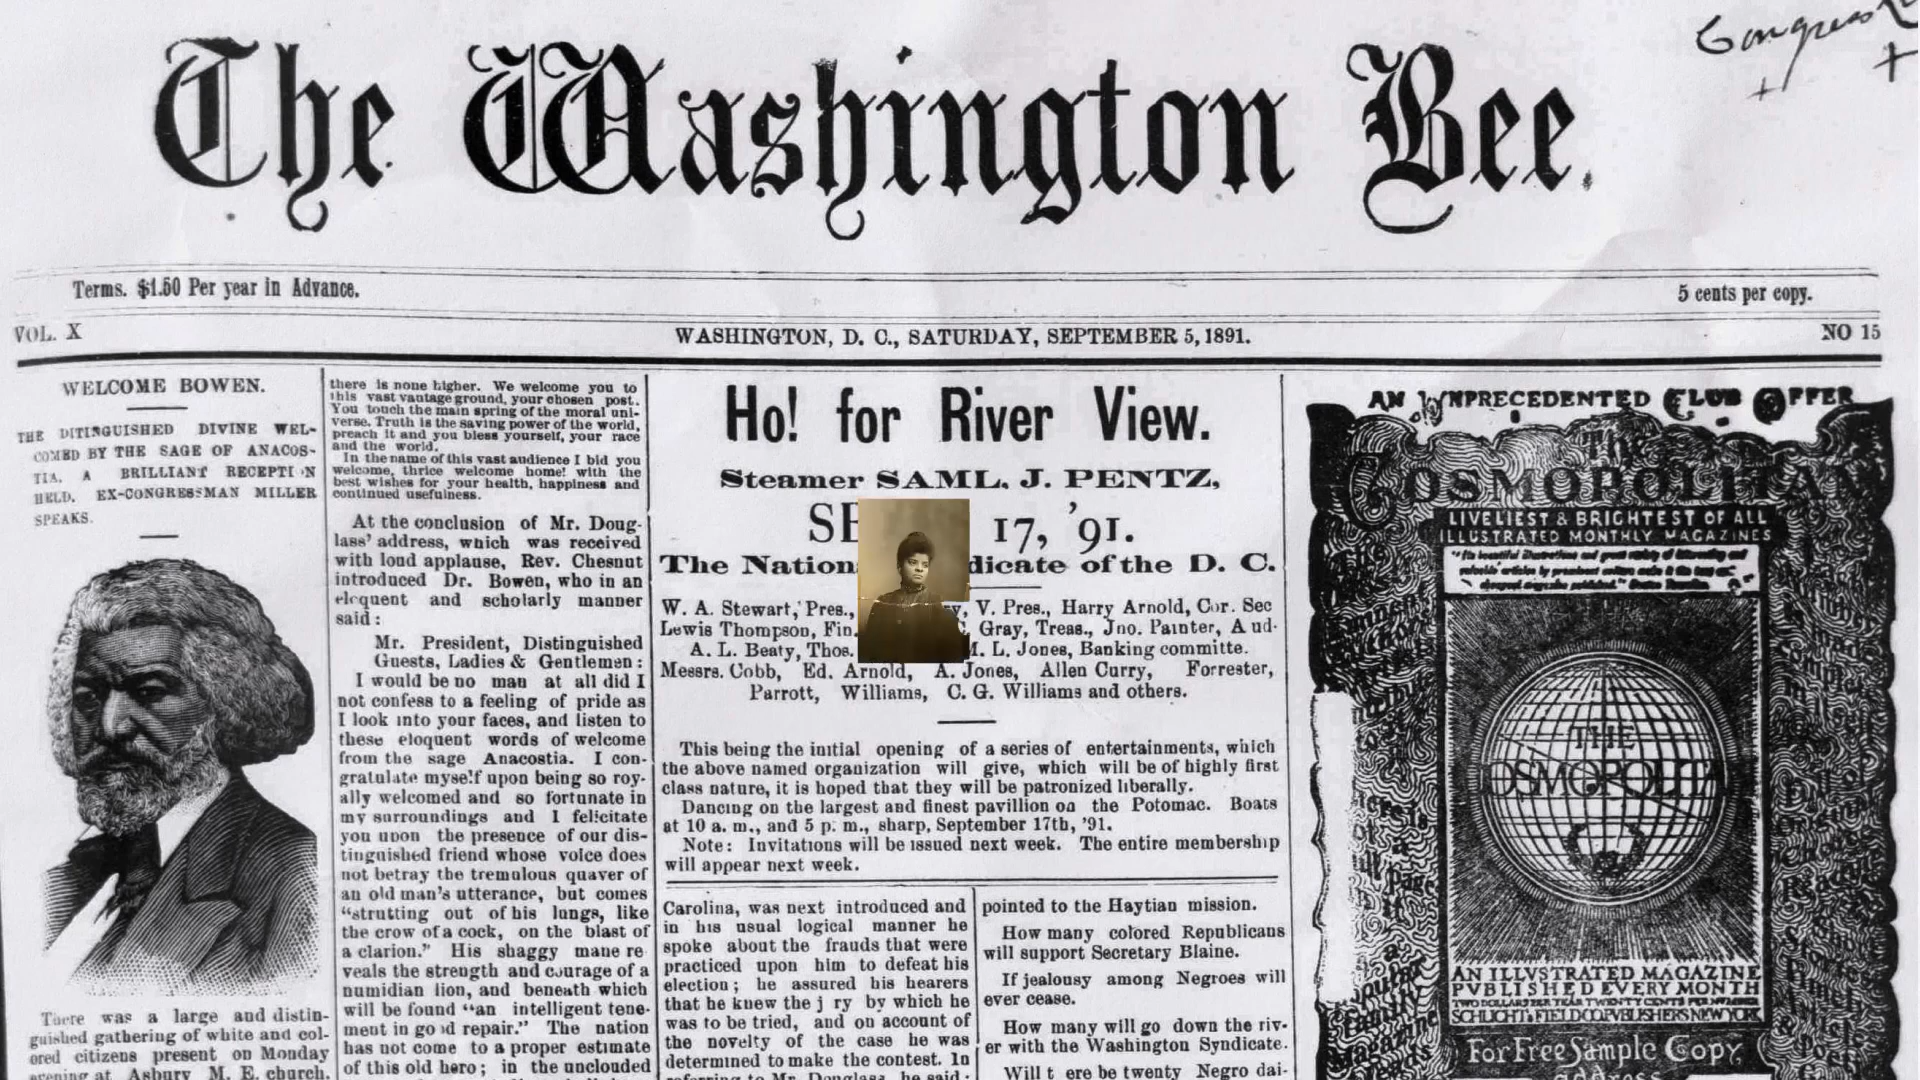 Congress
The Washington Bee.
Terms. $1.50 Per year in Advance.
5 cents per copy.
VOL. X
WASHINGTON, D. C., SATURDAY, SEPTEMBER 5, 1891.
NO 15
WELCOME BOWEN.
THE DITINGUISHED DIVINE WEL-
COMED BY THE SAGE OF ANACOS-
TIA. A BRILLIANT RECEPTI N
HELD. EX-CONGRESSMAN MILLER
SPEAKS.
There was a large and distin-
guished gathering of white and col-
ored citizens present on Monday
evening at Asbury M. E. church.
there is none higher. We welcome you to
this vast vantage ground, your chosen post.
You touch the main spring of the moral uni-
verse. Truth is the saving power of the world,
preach it and you bless yourself, your race
and the world.
In the name of this vast audience I bid you
welcome, thrice welcome home! with the
best wishes for your health, happiness and
continued usefulness.
At the conclusion of Mr. Doug-
lass' address, which was received
with loud applause, Rev. Chesnut
introduced Dr. Bowen, who in an
eloquent and scholarly manner
said :
Mr. President, Distinguished
Guests, Ladies & Gentlemen :
I would be no man at all did I
not confess to a feeling of pride as
I look into your faces, and listen to
these eloquent words of welcome
from the sage Anacostia. I con-
gratulate myself upon being so roy-
ally welcomed and so fortunate in
my surroundings and I felicitate
you upon the presence of our dis-
tinguished friend whose voice does
not betray the tremulous quaver of
an old man's utterance, but comes
"strutting out of his lungs, like
the crow of a cock, on the blast of
a clarion." His shaggy mane re
veals the strength and courage of a
numidian lion, and beneath which
will be found "an intelligent tene-
ment in go d repair." The nation
has not come to a proper estimate
of this old hero ; in the unclouded
Ho! for River View.
Steamer SAML. J. PENTZ,
SE 17, '91.
The Nation dicate of the D. C.
W. A. Stewart, Pres., V. Pres., Harry Arnold, Cor. Sec
Lewis Thompson, Fin. Gray, Treas., Jno. Painter, Aud-
A. L. Beaty, Thos. M. L. Jones, Banking committe.
Messrs. Cobb, Ed. Arnold, A. Jones, Allen Curry, Forrester,
Parrott, Williams, C. G. Williams and others.
This being the initial opening of a series of entertainments, which
the above named organization will give, which will be of highly first
class nature, it is hoped that they will be patronized liberally.
Dancing on the largest and finest pavillion on the Potomac. Boats
at 10 a. m., and 5 p. m., sharp, September 17th, '91.
Note: Invitations will be issued next week. The entire membership
will appear next week.
Carolina, was next introduced and
in his usual logical manner he
spoke about the frauds that were
practiced upon him to defeat his
election ; he assured his hearers
that he knew the j ry by which he
was to be tried, and on account of
the novelty of the case he was
determined to make the contest. In
referring to Mr. Douglass, he said :
pointed to the Haytian mission.
How many colored Republicans
will support Secretary Blaine.
If jealousy among Negroes will
ever cease.
How many will go down the riv-
er with the Washington Syndicate.
Will t ere be twenty Negro dai-
AN UNPRECEDENTED CLUB OFFER
The
COSMOPOLITAN
LIVELIEST & BRIGHTEST OF ALL
ILLUSTRATED MONTHLY MAGAZINES
THE
COSMOPOLITAN
AN ILLVSTRATED MAGAZINE
PVBLISHED EVERY MONTH
TWO DOLLARS PER YEAR TWENTY CENTS PER NUMBER
SCHLICHT & FIELD CO PVBLISHERS NEW YORK
For Free Sample Copy
address